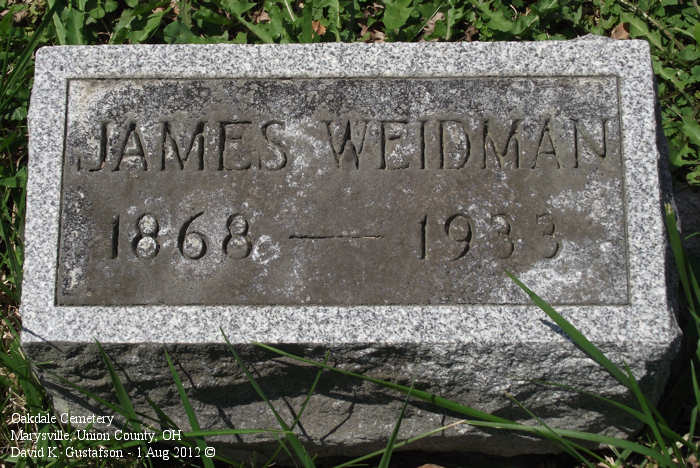 JAMES WEIDMAN
1868 — 1933
Oakdale Cemetery
Marysville, Union County, OH
David K. Gustafson - 1 Aug 2012 ©